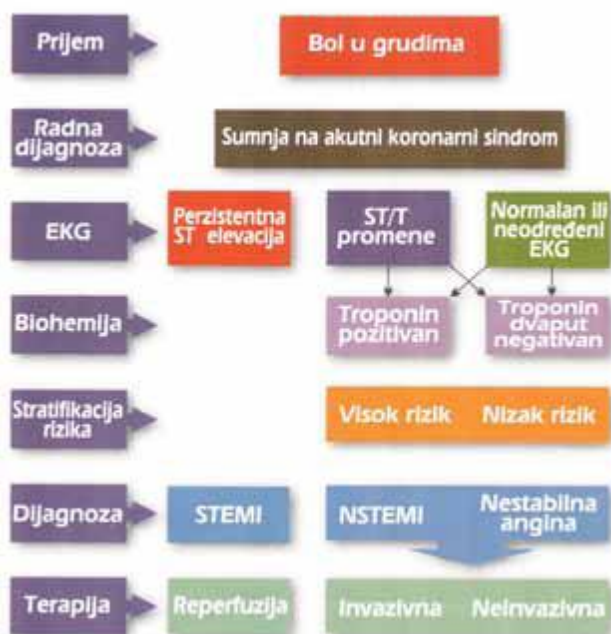 Prijem
Bol u grudima
Radna
dijagnoza
Sumnja na akutni koronarni sindrom
EKG
Perzistentna
ST elevacija
ST/T
promene
Normalan ili
neodređeni
EKG
Biohemija
Troponin
pozitivan
Troponin
dvaput
negativan
Stratifikacija
rizika
Visok rizik
Nizak rizik
Dijagnoza
STEMI
NSTEMI
Nestabilna
angina
Terapija
Reperfuzija
Invazivna
Neinvazivna